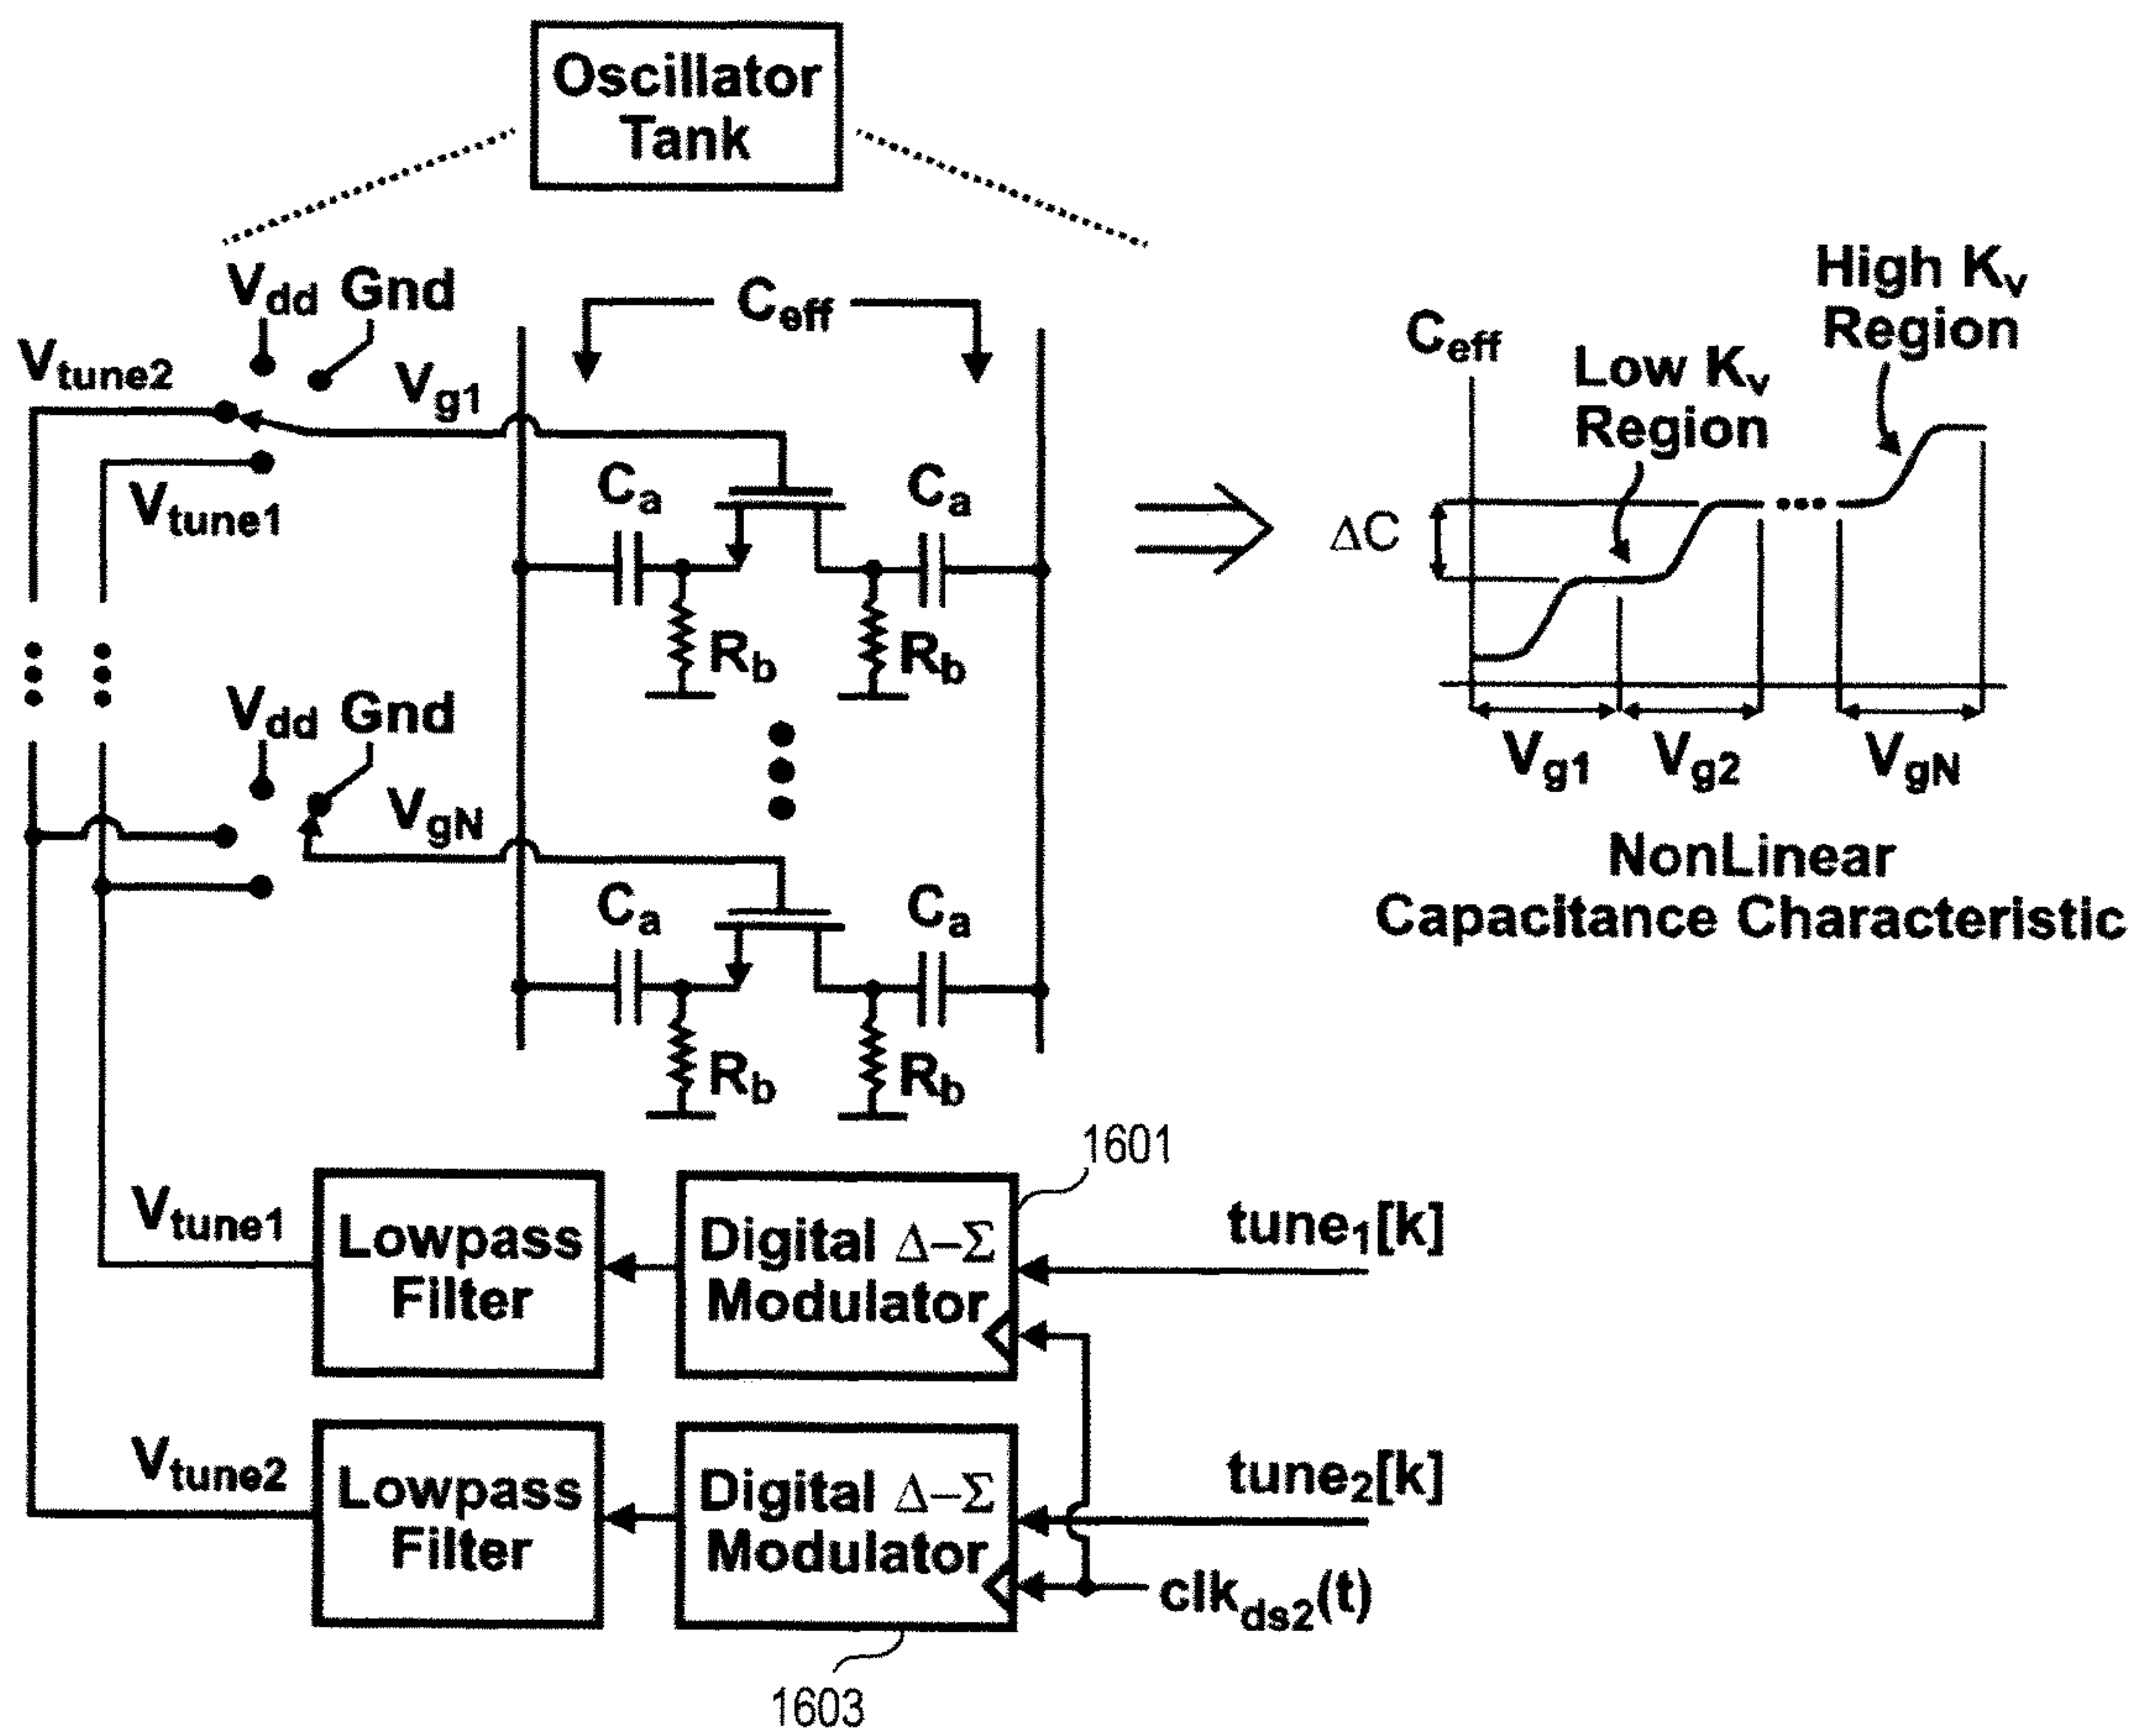 Oscillator
Tank
Vdd Gnd
Ceff
Vtune2
Vg1
Vtune1
Ca
Ca
Rb
Rb
Vdd Gnd
VgN
Ca
Ca
Rb
Rb
Ceff
Low Kv
Region
High Kv
Region
ΔC
Vg1
Vg2
VgN
NonLinear
Capacitance Characteristic
1601
Vtune1
Lowpass
Filter
Digital Δ–Σ
Modulator
tune1[k]
Vtune2
Lowpass
Filter
Digital Δ–Σ
Modulator
tune2[k]
clkds2(t)
1603